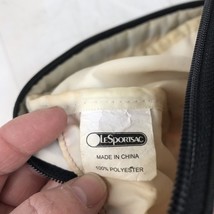 LeSportsac
MADE IN CHINA
100% POLYESTER